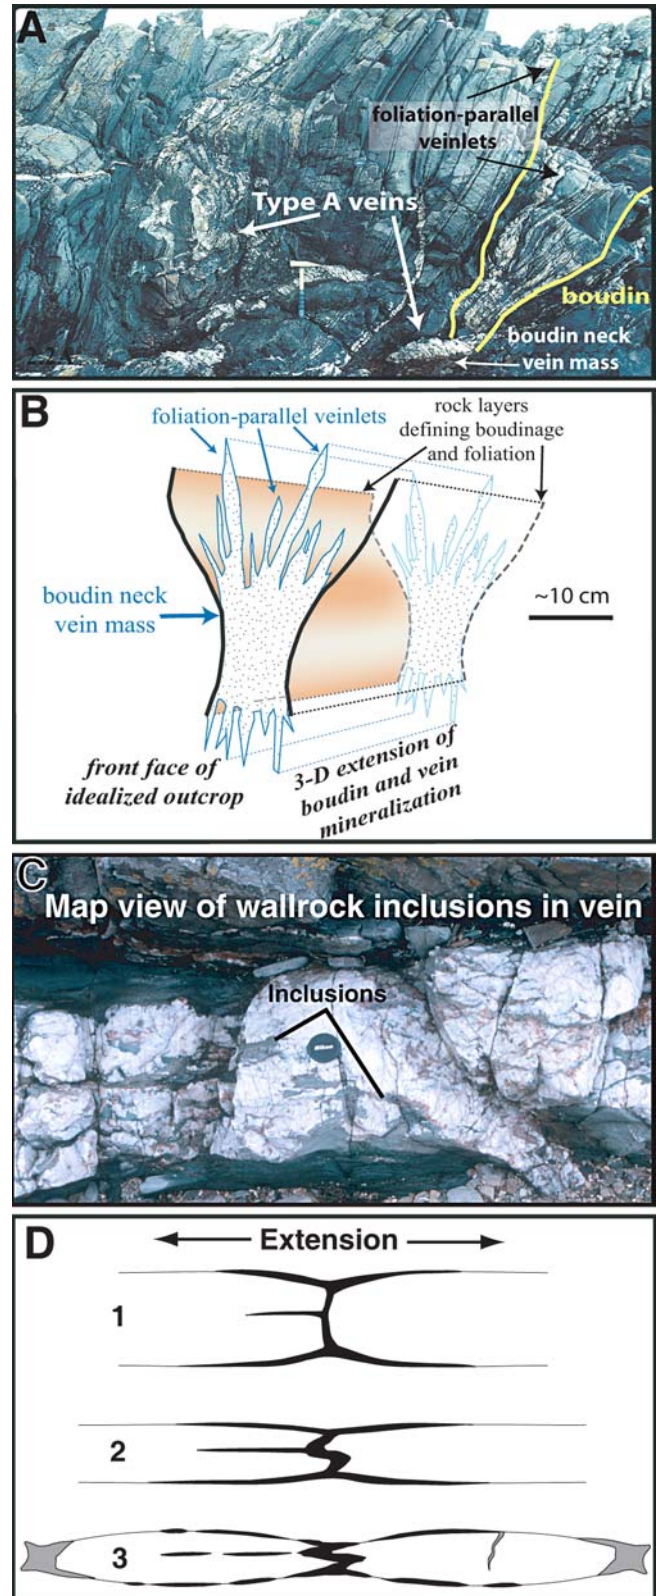 A
foliation-parallel
veinlets
Type A veins
boudin
boudin neck
vein mass
B
foliation-parallel veinlets
rock layers
defining boudinage
and foliation
boudin neck
vein mass
~10 cm
front face of
idealized outcrop
3-D extension of
boudin and vein
mineralization
C
Map view of wallrock inclusions in vein
Inclusions
D
Extension
1
2
3